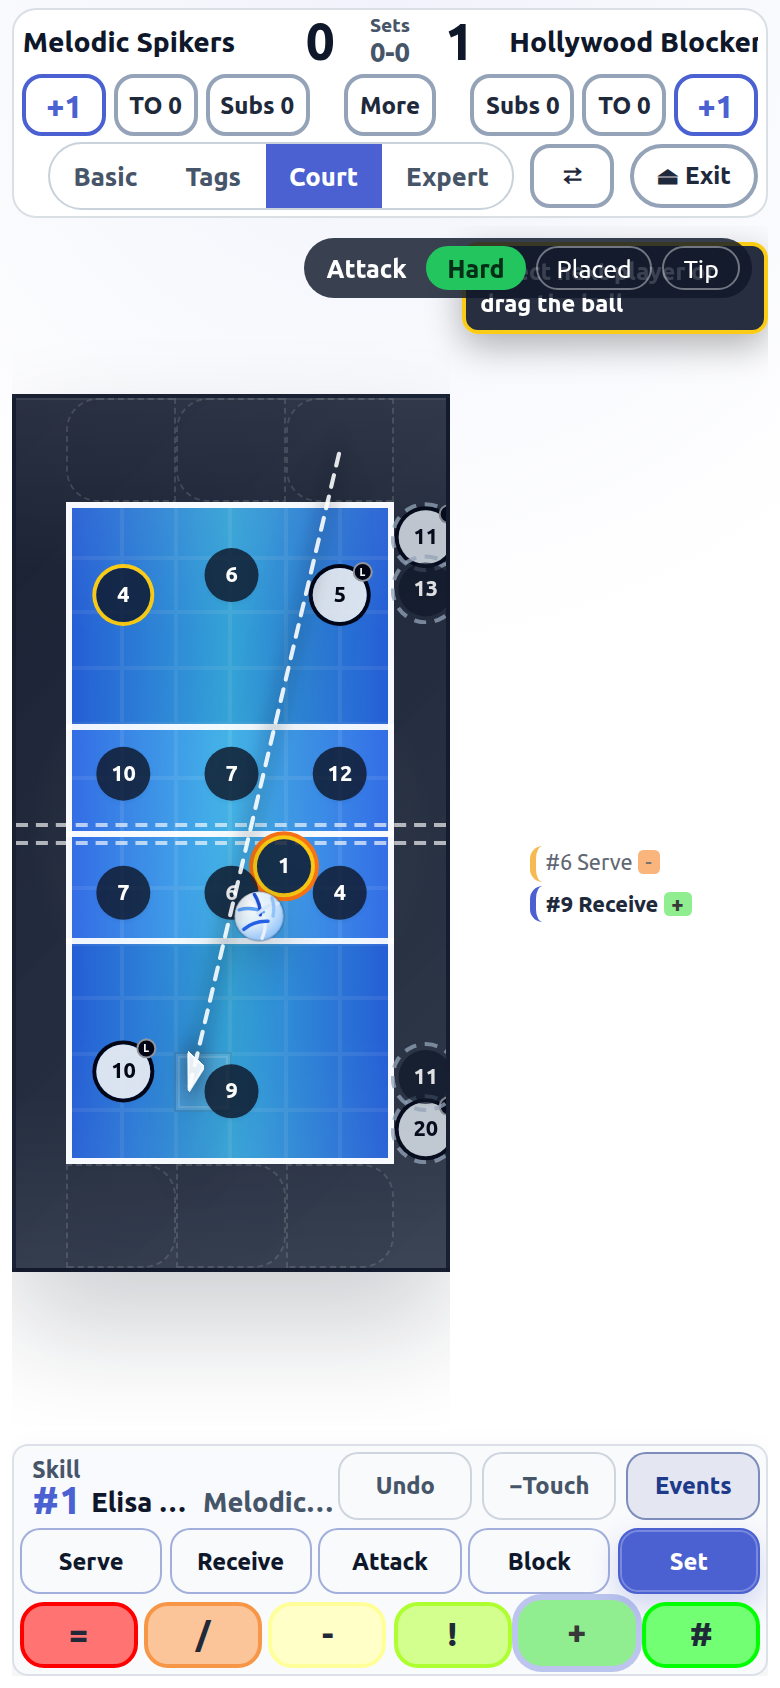 Melodic Spikers 0 Sets 0-0 1 Hollywood Blocker
+1 TO 0 Subs 0 More Subs 0 TO 0 +1
Basic Tags Court Expert ⇄ ⏏ Exit
Attack Hard Placed Tip
drag the ball
11
6
4 5 L 13
10 7 12
1
7 6 4
#6 Serve -
#9 Receive +
10 L 9 11
20
Skill
#1 Elisa ... Melodic... Undo −Touch Events
Serve Receive Attack Block Set
= / - ! + #